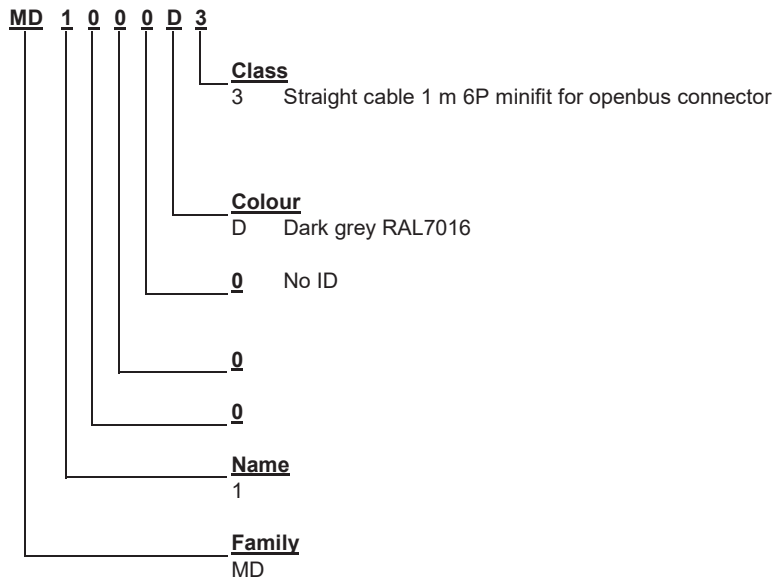 MD 1 0 0 0 D 3
Class
3 Straight cable 1 m 6P minifit for openbus connector
Colour
D Dark grey RAL7016
0 No ID
0
0
Name
1
Family
MD